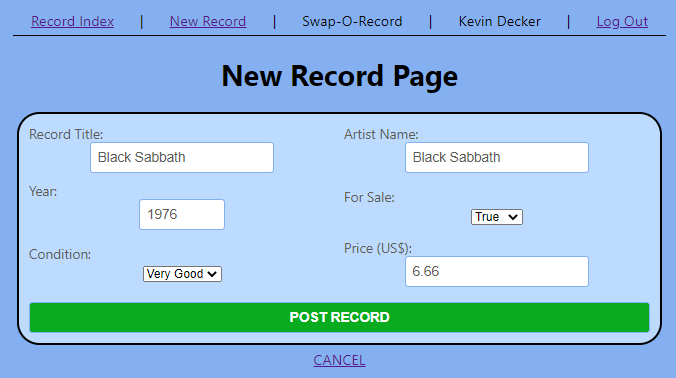 Record Index | New Record | Swap-O-Record | Kevin Decker | Log Out
New Record Page
Record Title:
Black Sabbath
Artist Name:
Black Sabbath
Year:
1976
For Sale:
True
Condition:
Very Good
Price (US$):
6.66
POST RECORD
CANCEL